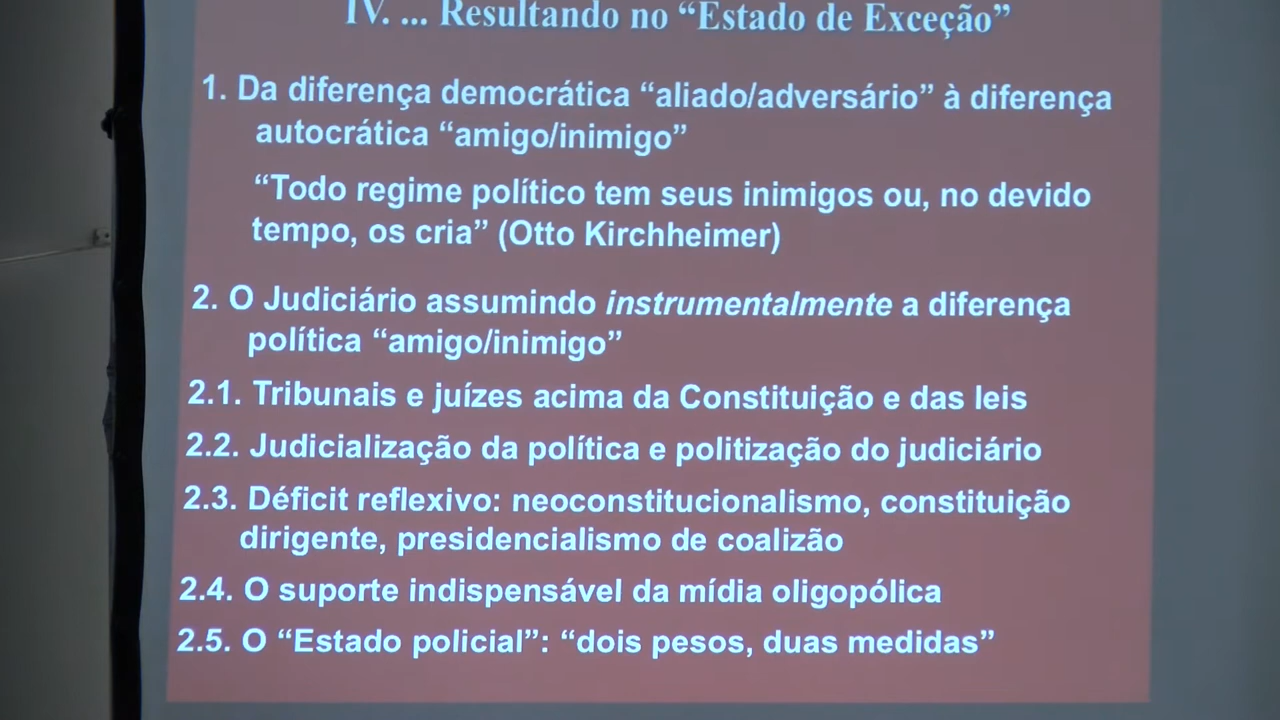 IV. ... Resultando no “Estado de Exceção”
1. Da diferença democrática “aliado/adversário” à diferença
autocrática “amigo/inimigo”
“Todo regime político tem seus inimigos ou, no devido
tempo, os cria” (Otto Kirchheimer)
2. O Judiciário assumindo instrumentalmente a diferença
política “amigo/inimigo”
2.1. Tribunais e juízes acima da Constituição e das leis
2.2. Judicialização da política e politização do judiciário
2.3. Déficit reflexivo: neoconstitucionalismo, constituição
dirigente, presidencialismo de coalizão
2.4. O suporte indispensável da mídia oligopólica
2.5. O “Estado policial”: “dois pesos, duas medidas”